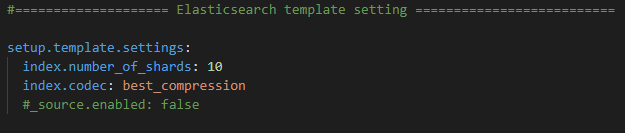 #==================== Elasticsearch template setting ==========================
setup.template.settings:
index.number_of_shards: 10
index.codec: best_compression
#_source.enabled: false